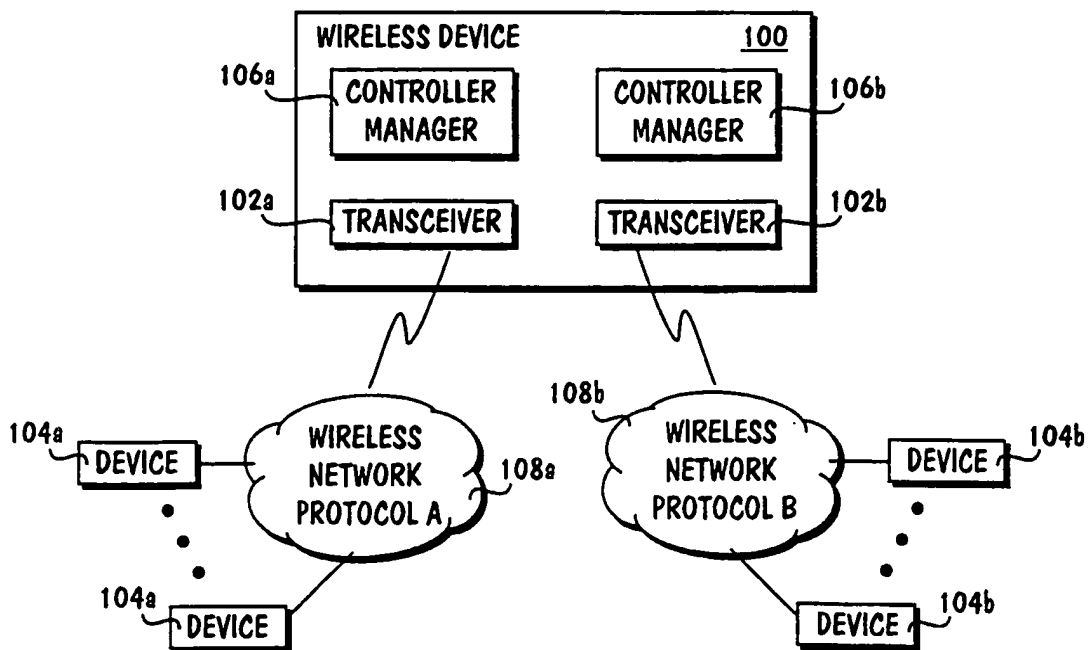 WIRELESS DEVICE 100
106a
CONTROLLER
MANAGER
CONTROLLER
MANAGER
106b
102a
TRANSCEIVER
TRANSCEIVER
102b
104a
DEVICE
WIRELESS
NETWORK
PROTOCOL A
108a
108b
WIRELESS
NETWORK
PROTOCOL B
104b
DEVICE
104a
DEVICE
DEVICE
104b